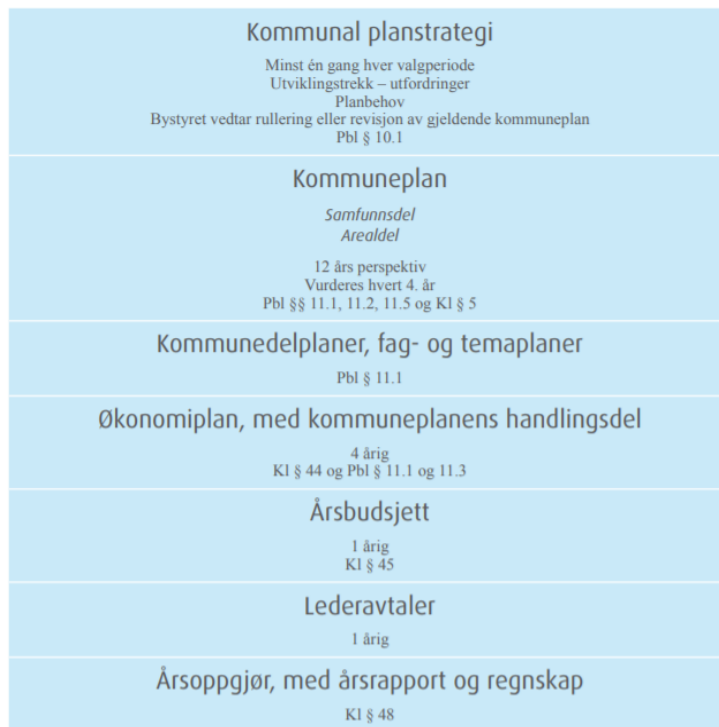 Kommunal planstrategi
Minst én gang hver valgperiode
Utviklingstrekk – utfordringer
Planbehov
Bystyret vedtar rullering eller revisjon av gjeldende kommuneplan
Pbl § 10.1
Kommuneplan
Samfunnsdel
Arealdel
12 års perspektiv
Vurderes hvert 4. år
Pbl §§ 11.1, 11.2, 11.5 og Kl § 5
Kommunedelplaner, fag- og temaplaner
Pbl § 11.1
Økonomiplan, med kommuneplanens handlingsdel
4 årig
Kl § 44 og Pbl § 11.1 og 11.3
Årsbudsjett
1 årig
Kl § 45
Lederavtaler
1 årig
Årsoppgjør, med årsrapport og regnskap
Kl § 48